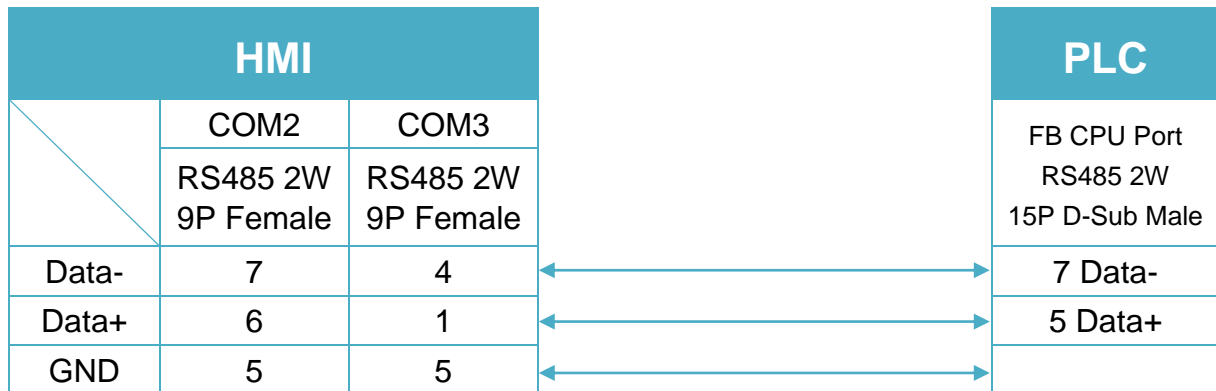 HMI PLC
COM2 COM3
FB CPU Port
RS485 2W RS485 2W RS485 2W
9P Female 9P Female 15P D-Sub Male
Data- 7 4 7 Data-
Data+ 6 1 5 Data+
GND 5 5